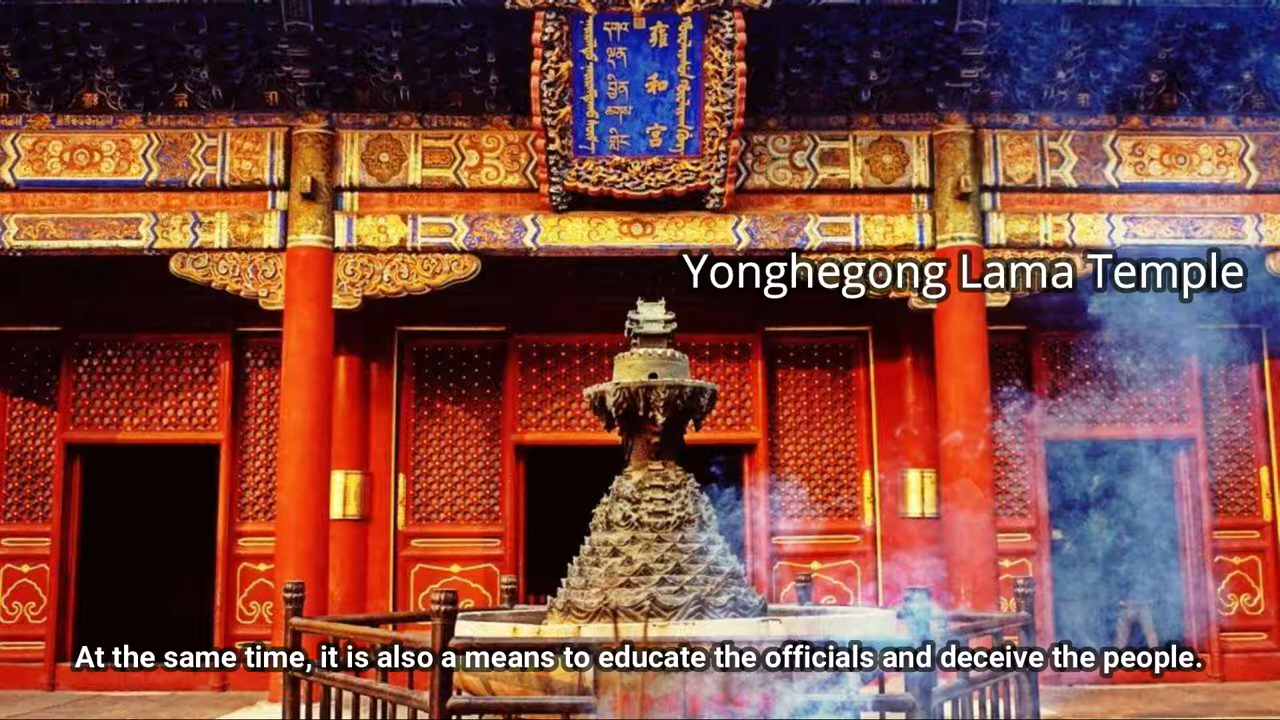 雍和宮
Yonghegong Lama Temple
At the same time, it is also a means to educate the officials and deceive the people.